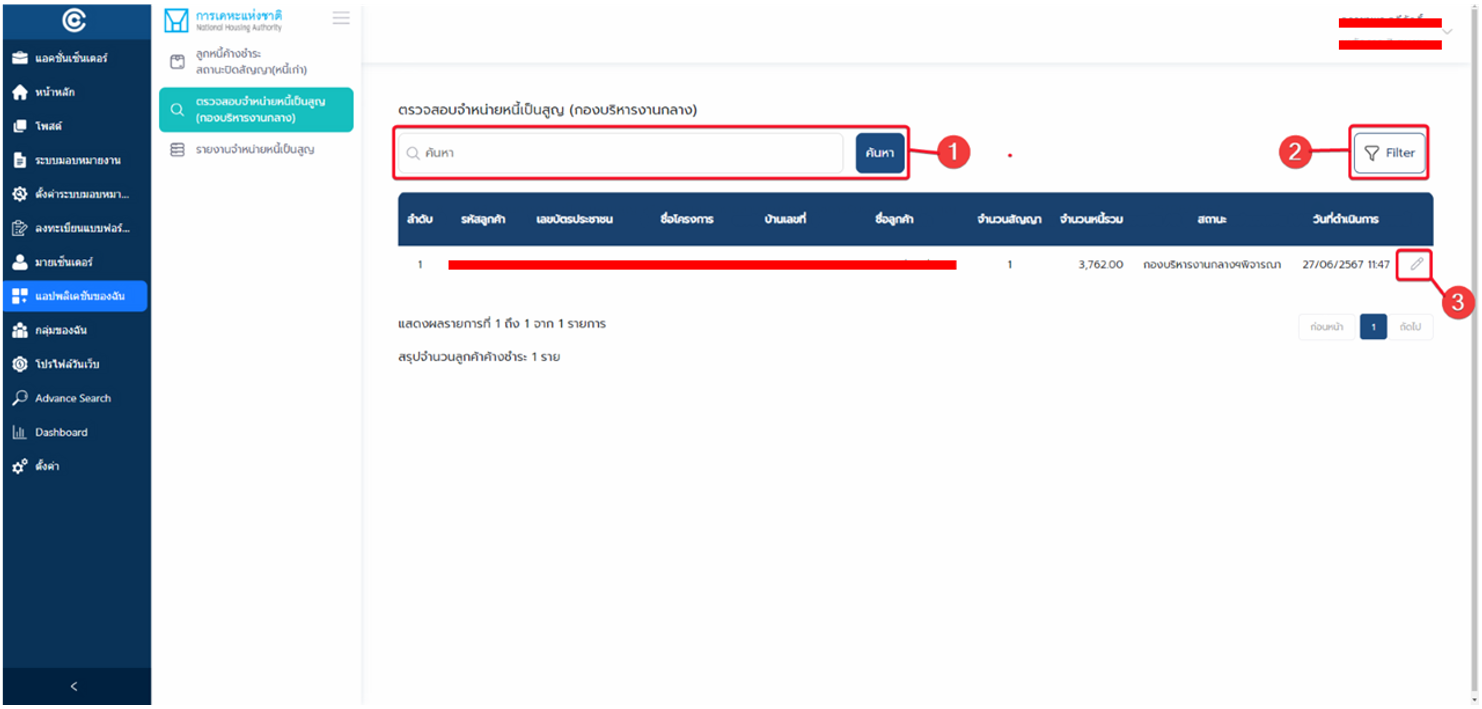 การเคหะแห่งชาติ
National Housing Authority
แอคชั่นเซ็นเตอร์
หน้าหลัก
โพสต์
ระบบมอบหมายงาน
ตั้งค่าระบบมอบหมา...
ลงทะเบียนแบบฟอร์...
มายเซ็นเตอร์
แอปพลิเคชันของฉัน
กลุ่มของฉัน
โปรไฟล์วันเว็บ
Advance Search
Dashboard
ตั้งค่า
<
ลูกหนี้ค้างชำระ
สถานะปิดสัญญา(หนี้เก่า)
ตรวจสอบจำหน่ายหนี้เป็นสูญ
(กองบริหารงานกลาง)
รายงานจำหน่ายหนี้เป็นสูญ
ตรวจสอบจำหน่ายหนี้เป็นสูญ (กองบริหารงานกลาง)
ค้นหา ค้นหา 1 2 Filter
ลำดับ รหัสลูกค้า เลขบัตรประชาชน ชื่อโครงการ บ้านเลขที่ ชื่อลูกค้า จำนวนสัญญา จำนวนหนี้รวม สถานะ วันที่ดำเนินการ
1 1 3,762.00 กองบริหารงานกลางฯพิจารณา 27/06/2567 11:47
3
แสดงผลรายการที่ 1 ถึง 1 จาก 1 รายการ
ก่อนหน้า 1 ถัดไป
สรุปจำนวนลูกค้าค้างชำระ 1 ราย